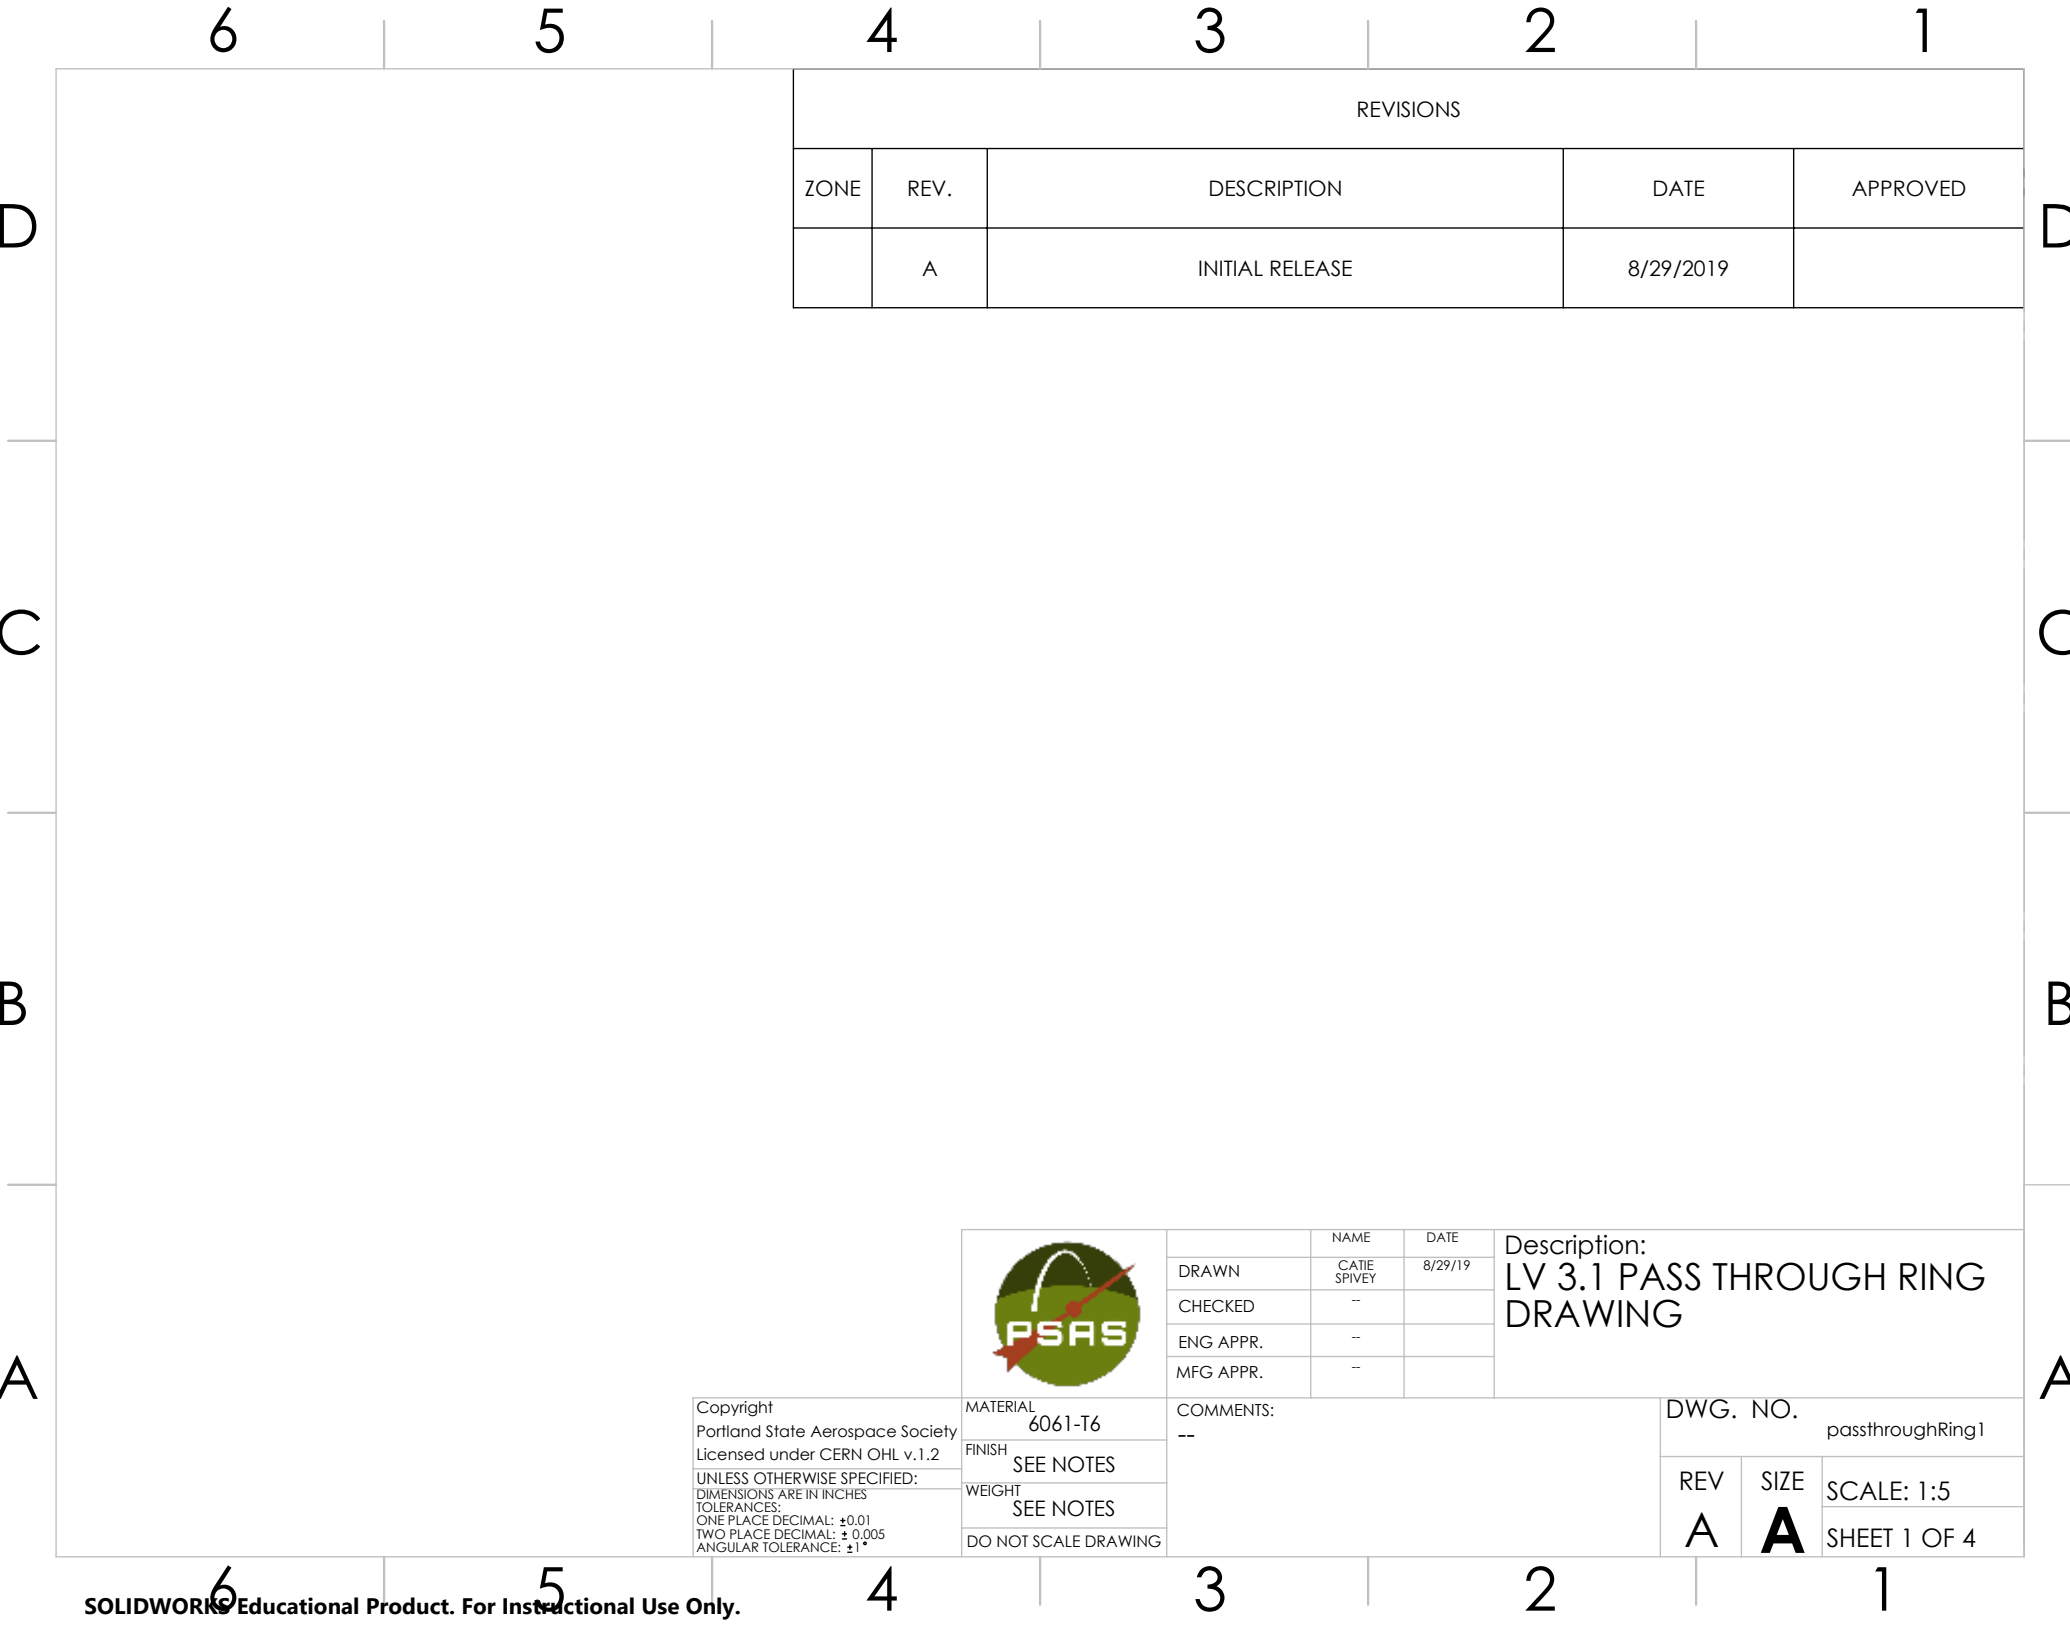 6 5 4 3 2 1
REVISIONS
ZONE REV. DESCRIPTION DATE APPROVED
A INITIAL RELEASE 8/29/2019
D D
C C
B B
A A
PSAS
NAME DATE
DRAWN CATIE SPIVEY 8/29/19
CHECKED --
ENG APPR. --
MFG APPR. --
Description:
LV 3.1 PASS THROUGH RING
DRAWING
Copyright
Portland State Aerospace Society
Licensed under CERN OHL v.1.2
UNLESS OTHERWISE SPECIFIED:
DIMENSIONS ARE IN INCHES
TOLERANCES:
ONE PLACE DECIMAL: ±0.01
TWO PLACE DECIMAL: ± 0.005
ANGULAR TOLERANCE: ±1°
MATERIAL
6061-T6
FINISH
SEE NOTES
WEIGHT
SEE NOTES
DO NOT SCALE DRAWING
COMMENTS:
--
DWG. NO.
passthroughRing1
REV
A
SIZE
A
SCALE: 1:5
SHEET 1 OF 4
6 5 4 3 2 1
SOLIDWORKS Educational Product. For Instructional Use Only.